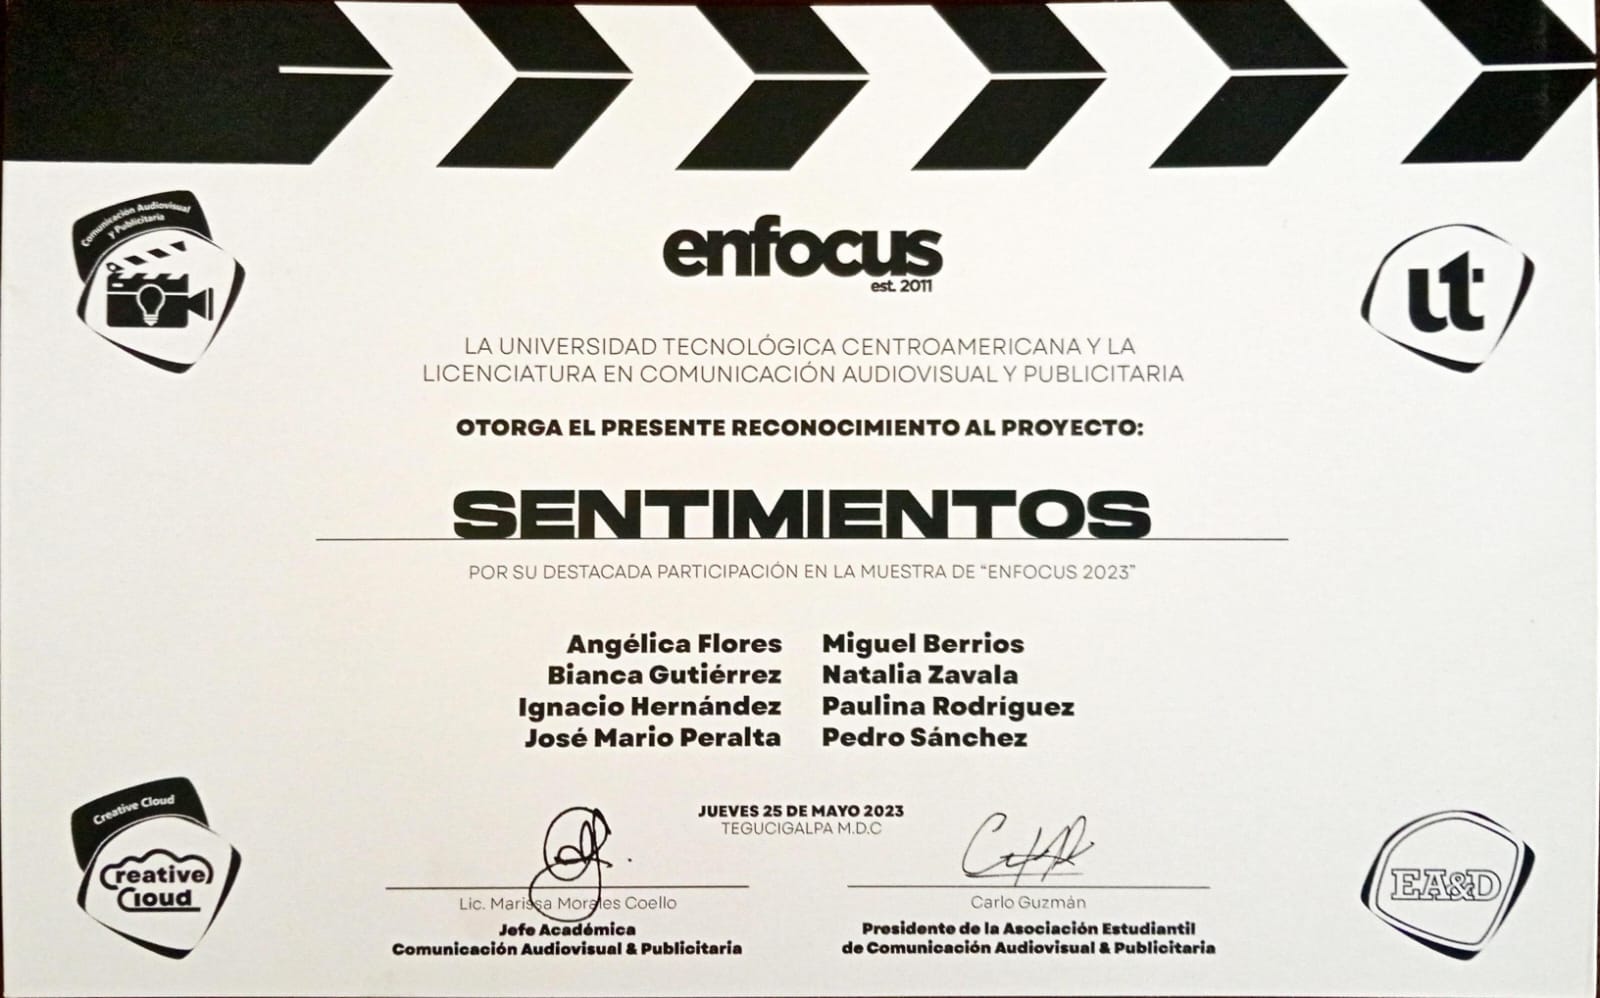 Comunicación Audiovisual
y Publicitaria
enfocus
est. 2011
ut
LA UNIVERSIDAD TECNOLÓGICA CENTROAMERICANA Y LA
LICENCIATURA EN COMUNICACIÓN AUDIOVISUAL Y PUBLICITARIA
OTORGA EL PRESENTE RECONOCIMIENTO AL PROYECTO:
SENTIMIENTOS
POR SU DESTACADA PARTICIPACIÓN EN LA MUESTRA DE “ENFOCUS 2023”
Angélica Flores Miguel Berrios
Bianca Gutiérrez Natalia Zavala
Ignacio Hernández Paulina Rodríguez
José Mario Peralta Pedro Sánchez
Creative Cloud
Creative
Cloud
JUEVES 25 DE MAYO 2023
TEGUCIGALPA M.D.C
EA&D
Lic. Marissa Morales Coello
Jefe Académica
Comunicación Audiovisual & Publicitaria
Carlo Guzmán
Presidente de la Asociación Estudiantil
de Comunicación Audiovisual & Publicitaria